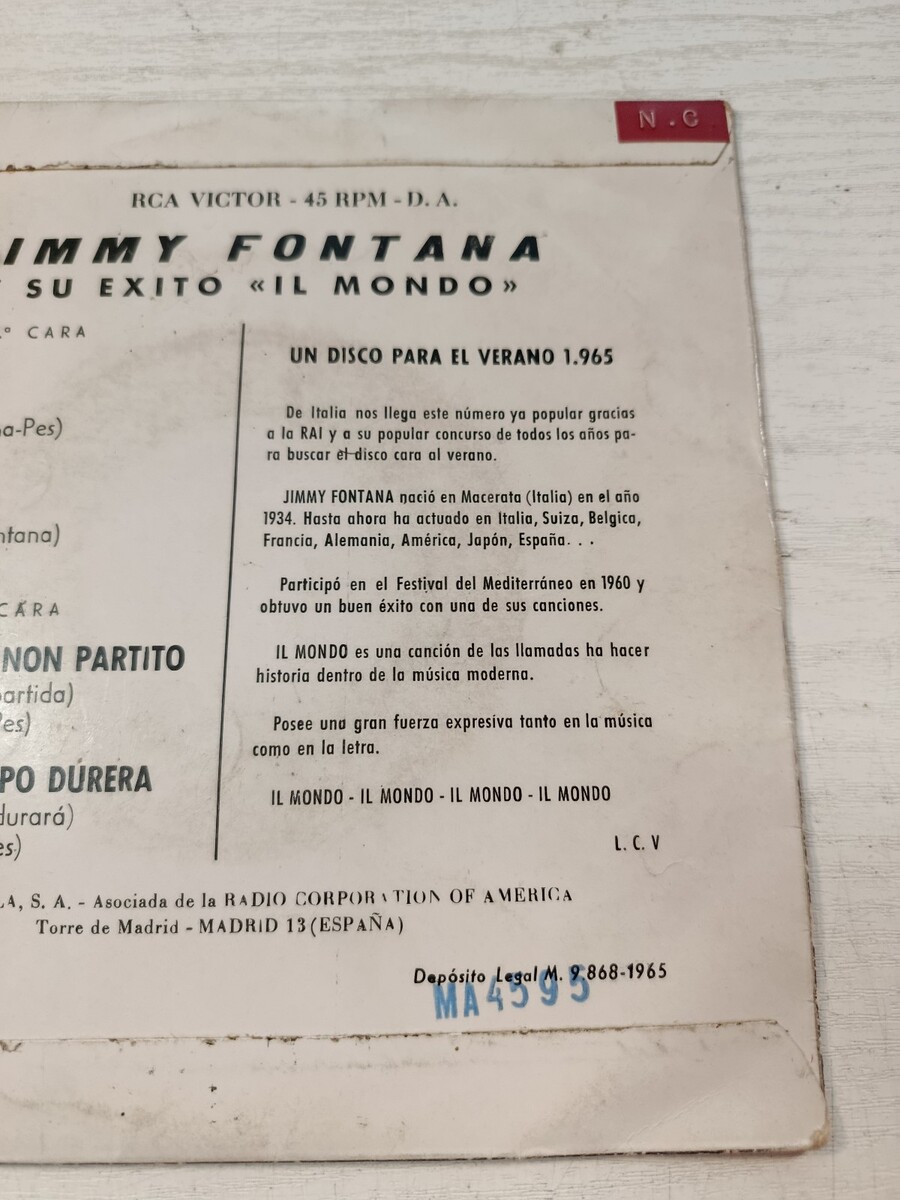 N.C
RCA VICTOR - 45 RPM - D. A.
JIMMY FONTANA
Y SU EXITO «IL MONDO»
.ª CARA
UN DISCO PARA EL VERANO 1.965
De Italia nos llega este número ya popular gracias
a la RAI y a su popular concurso de todos los años pa-
ra buscar el disco cara al verano.
a-Pes)
JIMMY FONTANA nació en Macerata (Italia) en el año
1934. Hasta ahora ha actuado en Italia, Suiza, Belgica,
Francia, Alemania, América, Japón, España. . .
ntana)
Participó en el Festival del Mediterráneo en 1960 y
obtuvo un buen éxito con una de sus canciones.
CARA
NON PARTITO
partida)
Pes)
IL MONDO es una canción de las llamadas ha hacer
historia dentro de la música moderna.
Posee una gran fuerza expresiva tanto en la música
como en la letra.
PO DURERA
durará)
es)
IL MONDO - IL MONDO - IL MONDO - IL MONDO
L. C. V
LA, S. A. - Asociada de la RADIO CORPORATION OF AMERICA
Torre de Madrid - MADRID 13 (ESPAÑA)
Depósito Legal M. 9.868-1965
MA4595